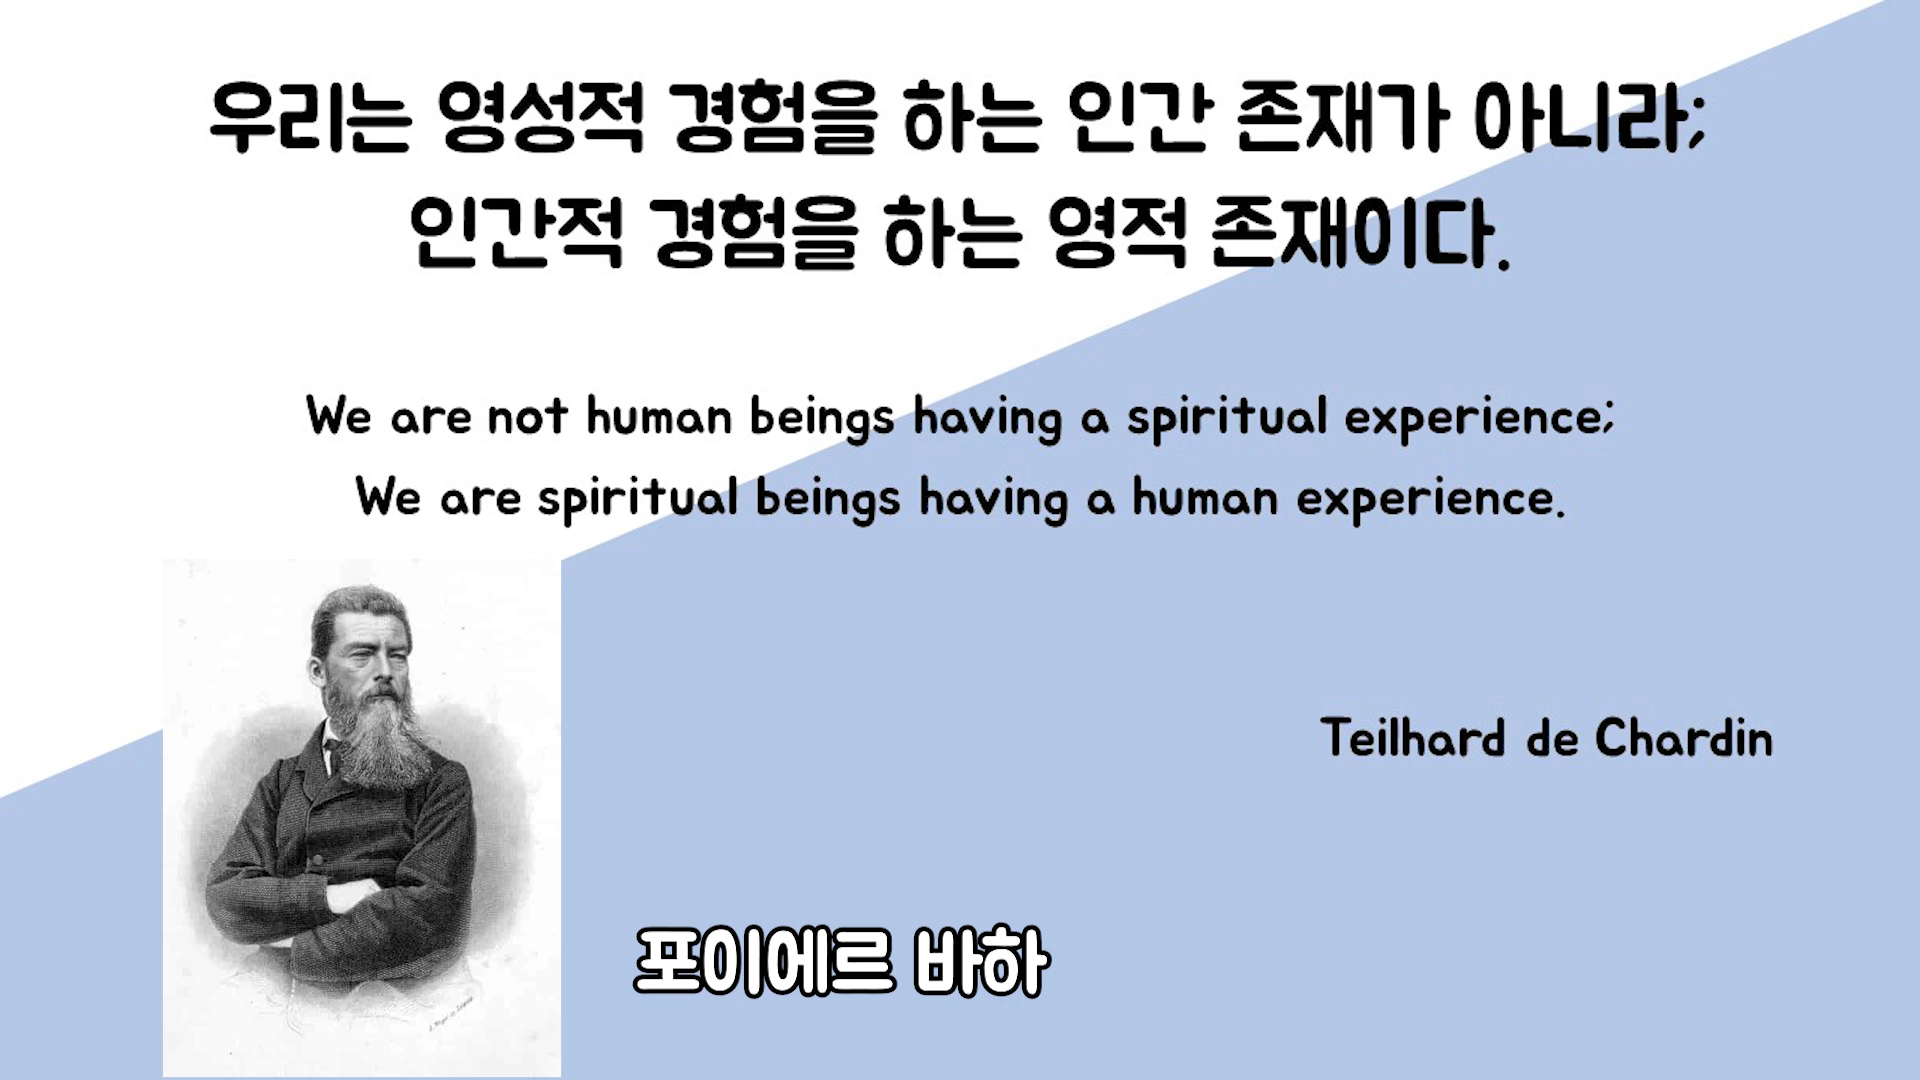 우리는 영성적 경험을 하는 인간 존재가 아니라;
인간적 경험을 하는 영적 존재이다.
We are not human beings having a spiritual experience;
We are spiritual beings having a human experience.
Teilhard de Chardin
포이에르 바하